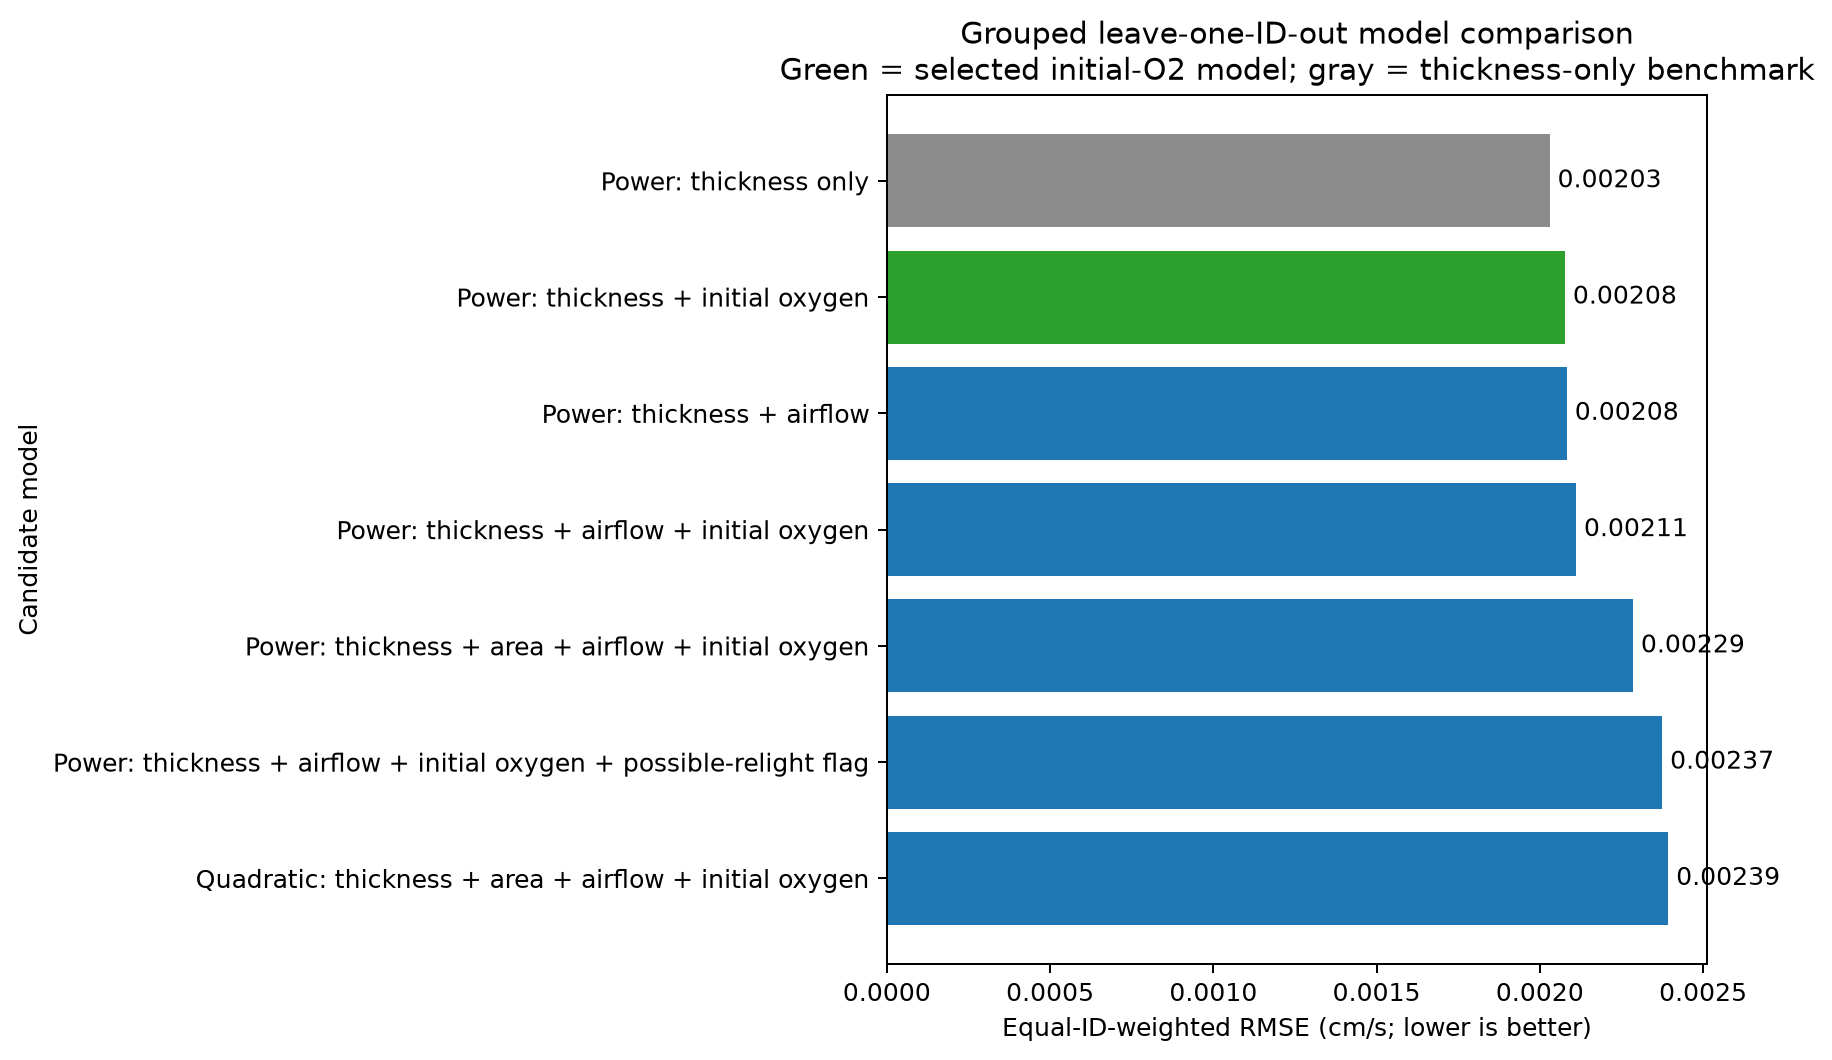 Grouped leave-one-ID-out model comparison
Green = selected initial-O2 model; gray = thickness-only benchmark
Candidate model
Power: thickness only
0.00203
Power: thickness + initial oxygen
0.00208
Power: thickness + airflow
0.00208
Power: thickness + airflow + initial oxygen
0.00211
Power: thickness + area + airflow + initial oxygen
0.00229
Power: thickness + airflow + initial oxygen + possible-relight flag
0.00237
Quadratic: thickness + area + airflow + initial oxygen
0.00239
0.0000 0.0005 0.0010 0.0015 0.0020 0.0025
Equal-ID-weighted RMSE (cm/s; lower is better)